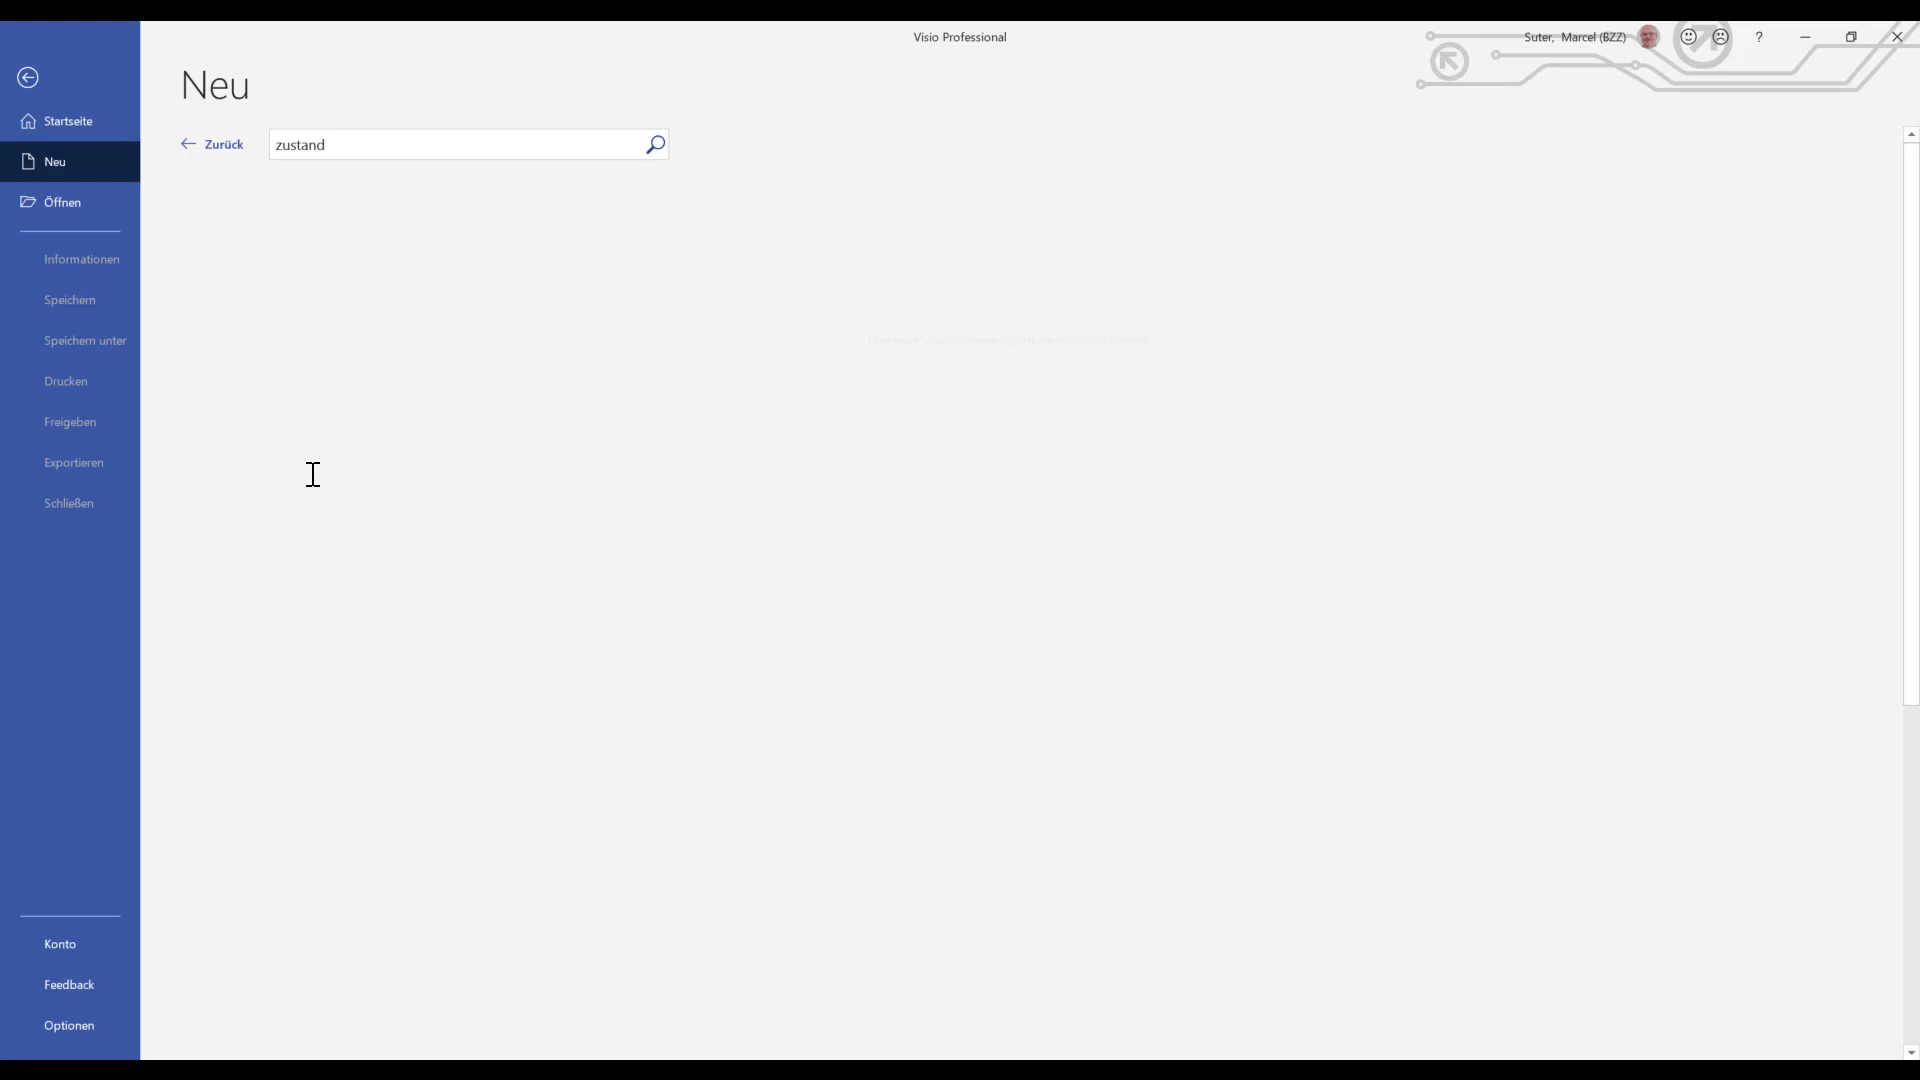 Visio Professional
Suter, Marcel (BZZ)
?
Neu
Startseite
Zurück
zustand
Neu
Öffnen
Informationen
Speichern
Speichern unter
Drucken
Freigeben
Exportieren
Schließen
Konto
Feedback
Optionen